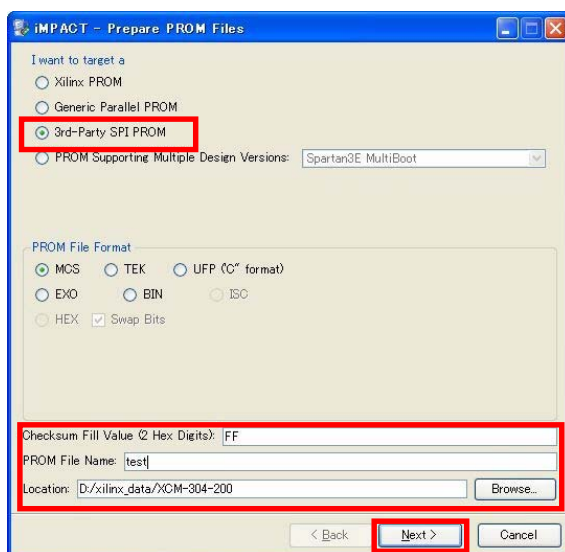 iMPACT - Prepare PROM Files
I want to target a
Xilinx PROM
Generic Parallel PROM
3rd-Party SPI PROM
PROM Supporting Multiple Design Versions: Spartan3E MultiBoot
PROM File Format
MCS TEK UFP ("C" format)
EXO BIN ISC
HEX Swap Bits
Checksum Fill Value (2 Hex Digits): FF
PROM File Name: test
Location: D:/xilinx_data/XCM-304-200 Browse...
< Back Next > Cancel